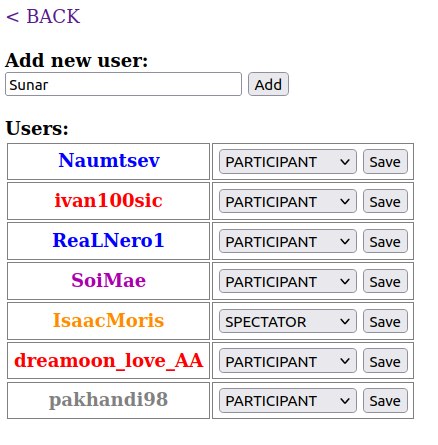 < BACK
Add new user:
Sunar Add
Users:
Naumtsev PARTICIPANT Save
ivan100sic PARTICIPANT Save
ReaLNero1 PARTICIPANT Save
SoiMae PARTICIPANT Save
IsaacMoris SPECTATOR Save
dreamoon_love_AA PARTICIPANT Save
pakhandi98 PARTICIPANT Save